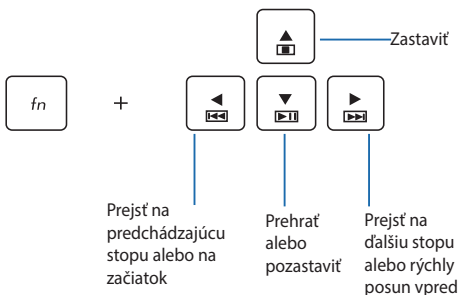 Zastaviť
fn +
Prejsť na
predchádzajúcu
stopu alebo na
začiatok
Prehrať
alebo
pozastaviť
Prejsť na
ďalšiu stopu
alebo rýchly
posun vpred